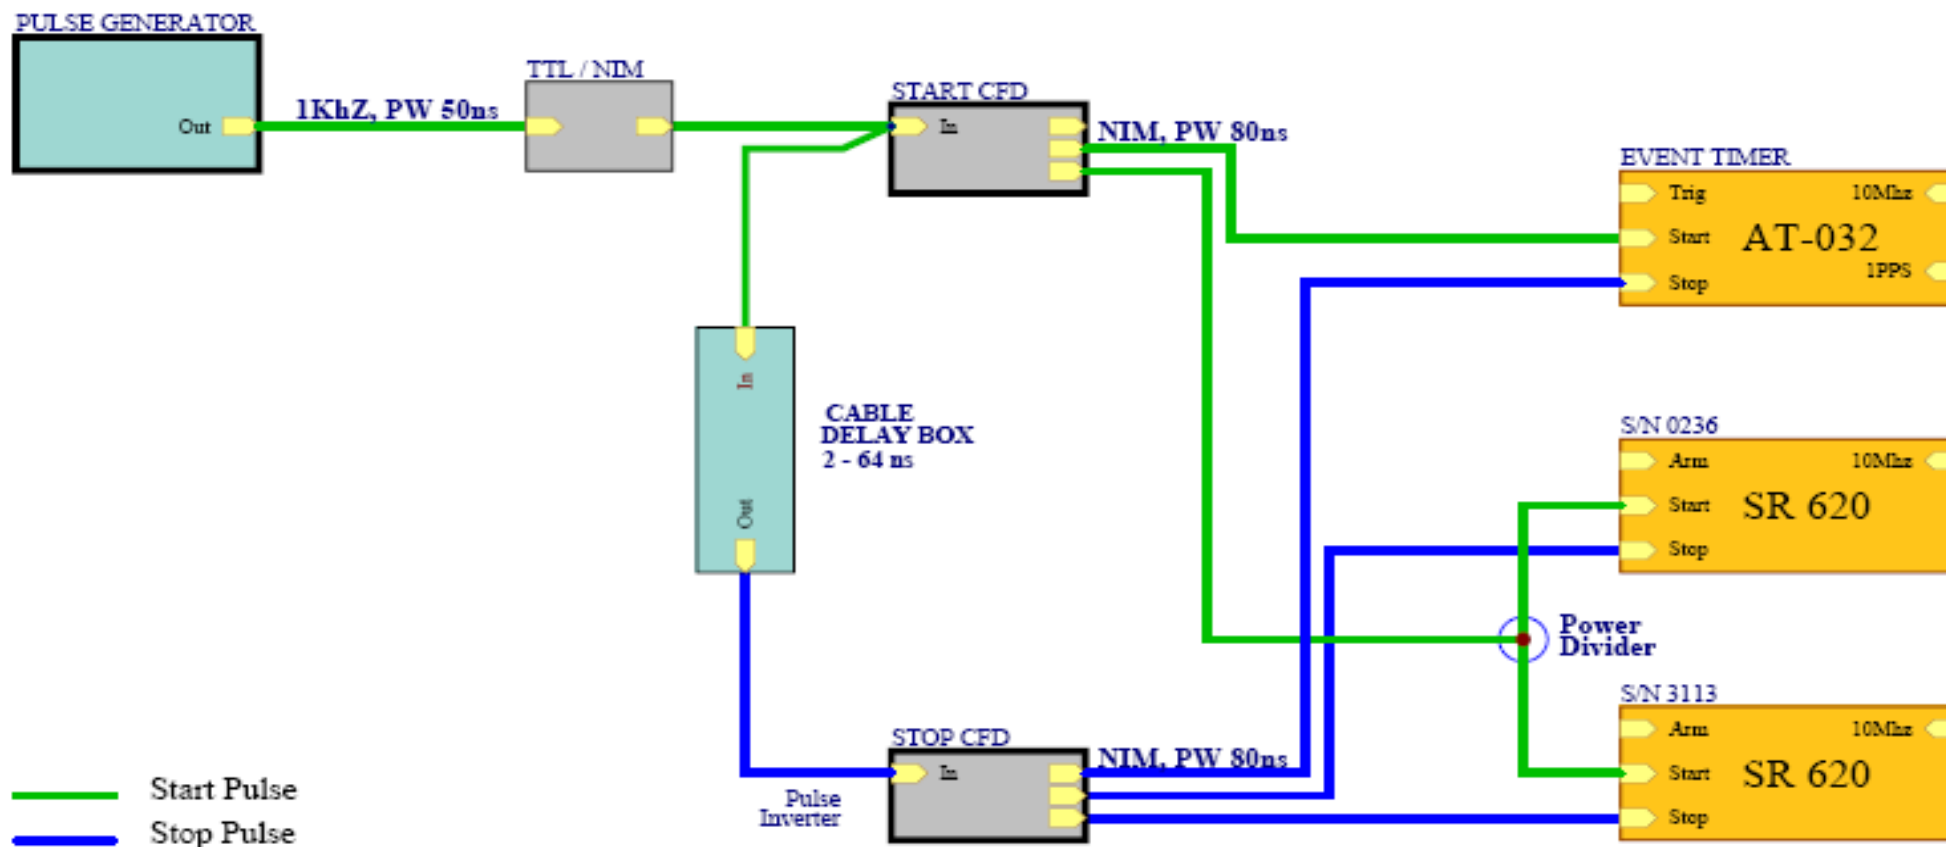 PULSE GENERATOR
Out
1KhZ, PW 50ns
TTL / NIM
START CFD
In
NIM, PW 80ns
EVENT TIMER
Trig
10Mhz
Start
AT-032
1PPS
Stop
In
CABLE
DELAY BOX
2 - 64 ns
Out
S/N 0236
Arm
10Mhz
Start
SR 620
Stop
Power
Divider
S/N 3113
Arm
10Mhz
Start
SR 620
Stop
STOP CFD
In
NIM, PW 80ns
Pulse
Inverter
Start Pulse
Stop Pulse